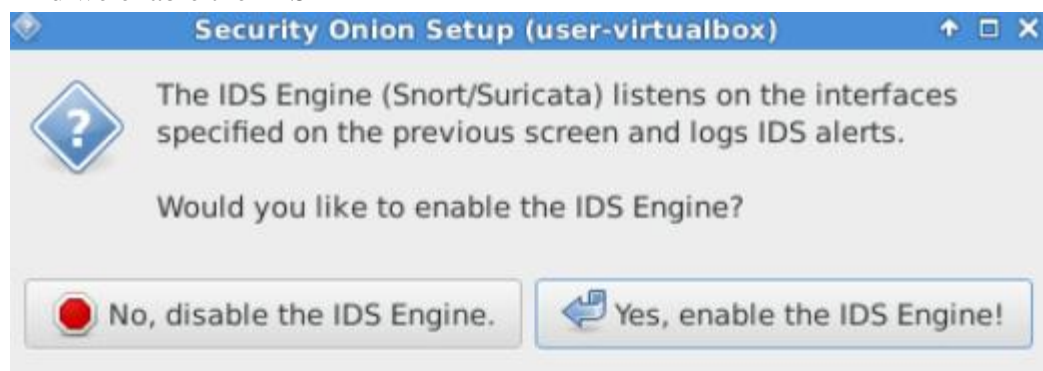 Security Onion Setup (user-virtualbox)
The IDS Engine (Snort/Suricata) listens on the interfaces
specified on the previous screen and logs IDS alerts.
Would you like to enable the IDS Engine?
No, disable the IDS Engine.
Yes, enable the IDS Engine!